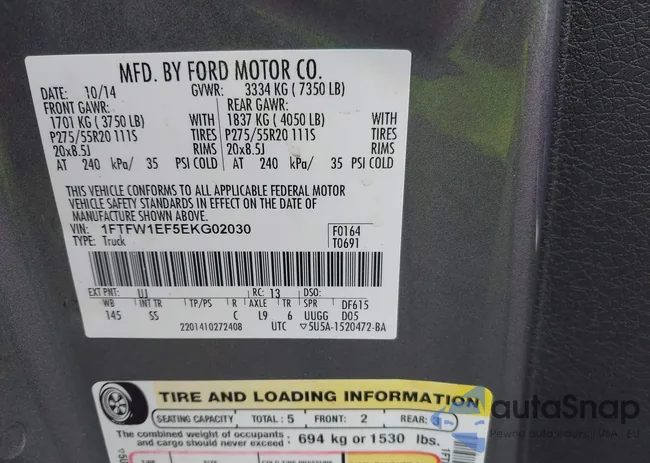 MFD. BY FORD MOTOR CO.
DATE: 10/14 GVWR: 3334 KG ( 7350 LB)
FRONT GAWR: REAR GAWR:
1701 KG ( 3750 LB) WITH 1837 KG ( 4050 LB) WITH
P275/55R20 111S TIRES P275/55R20 111S TIRES
20x8.5J RIMS 20x8.5J RIMS
AT 240 kPa/ 35 PSI COLD AT 240 kPa/ 35 PSI COLD
THIS VEHICLE CONFORMS TO ALL APPLICABLE FEDERAL MOTOR
VEHICLE SAFETY STANDARDS IN EFFECT ON THE DATE OF
MANUFACTURE SHOWN ABOVE.
VIN: 1FTFW1EF5EKG02030 F0164
TYPE: Truck T0691
EXT PNT: UJ RC: 13 DSO:
WB INT TR TP/PS R AXLE TR SPR DF615
145 SS C L9 6 UUGG D05
2201410272408 UTC ▽5U5A-1520472-BA
TIRE AND LOADING INFORMATION
SEATING CAPACITY TOTAL : 5 FRONT: 2 REAR: 3
The combined weight of occupants
and cargo should never exceed : 694 kg or 1530 lbs.
autoSnap